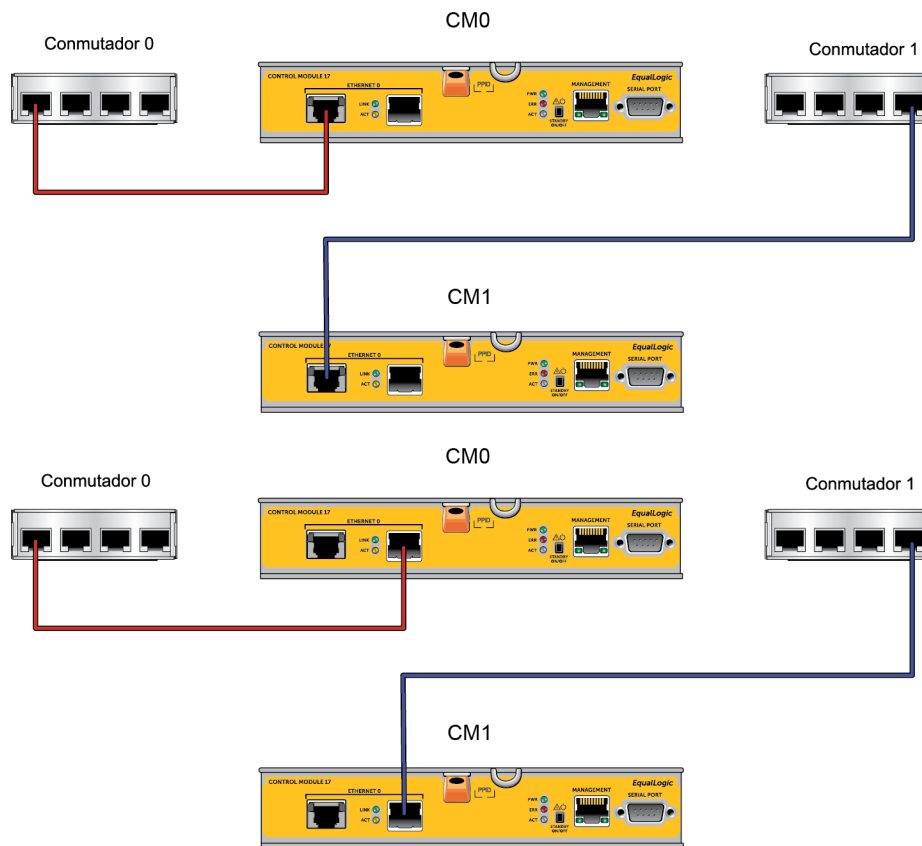 CM0
Conmutador 0
Conmutador 1
CONTROL MODULE 17
EqualLogic
ETHERNET 0
PPID
MANAGEMENT
SERIAL PORT
LINK
ACT
PWR
ERR
ACT
STANDBY
ON/OFF
CM1
CONTROL MODULE 17
EqualLogic
ETHERNET 0
PPID
MANAGEMENT
SERIAL PORT
LINK
ACT
PWR
ERR
ACT
STANDBY
ON/OFF
CM0
Conmutador 0
Conmutador 1
CONTROL MODULE 17
EqualLogic
ETHERNET 0
PPID
MANAGEMENT
SERIAL PORT
LINK
ACT
PWR
ERR
ACT
STANDBY
ON/OFF
CM1
CONTROL MODULE 17
EqualLogic
ETHERNET 0
PPID
MANAGEMENT
SERIAL PORT
LINK
ACT
PWR
ERR
ACT
STANDBY
ON/OFF